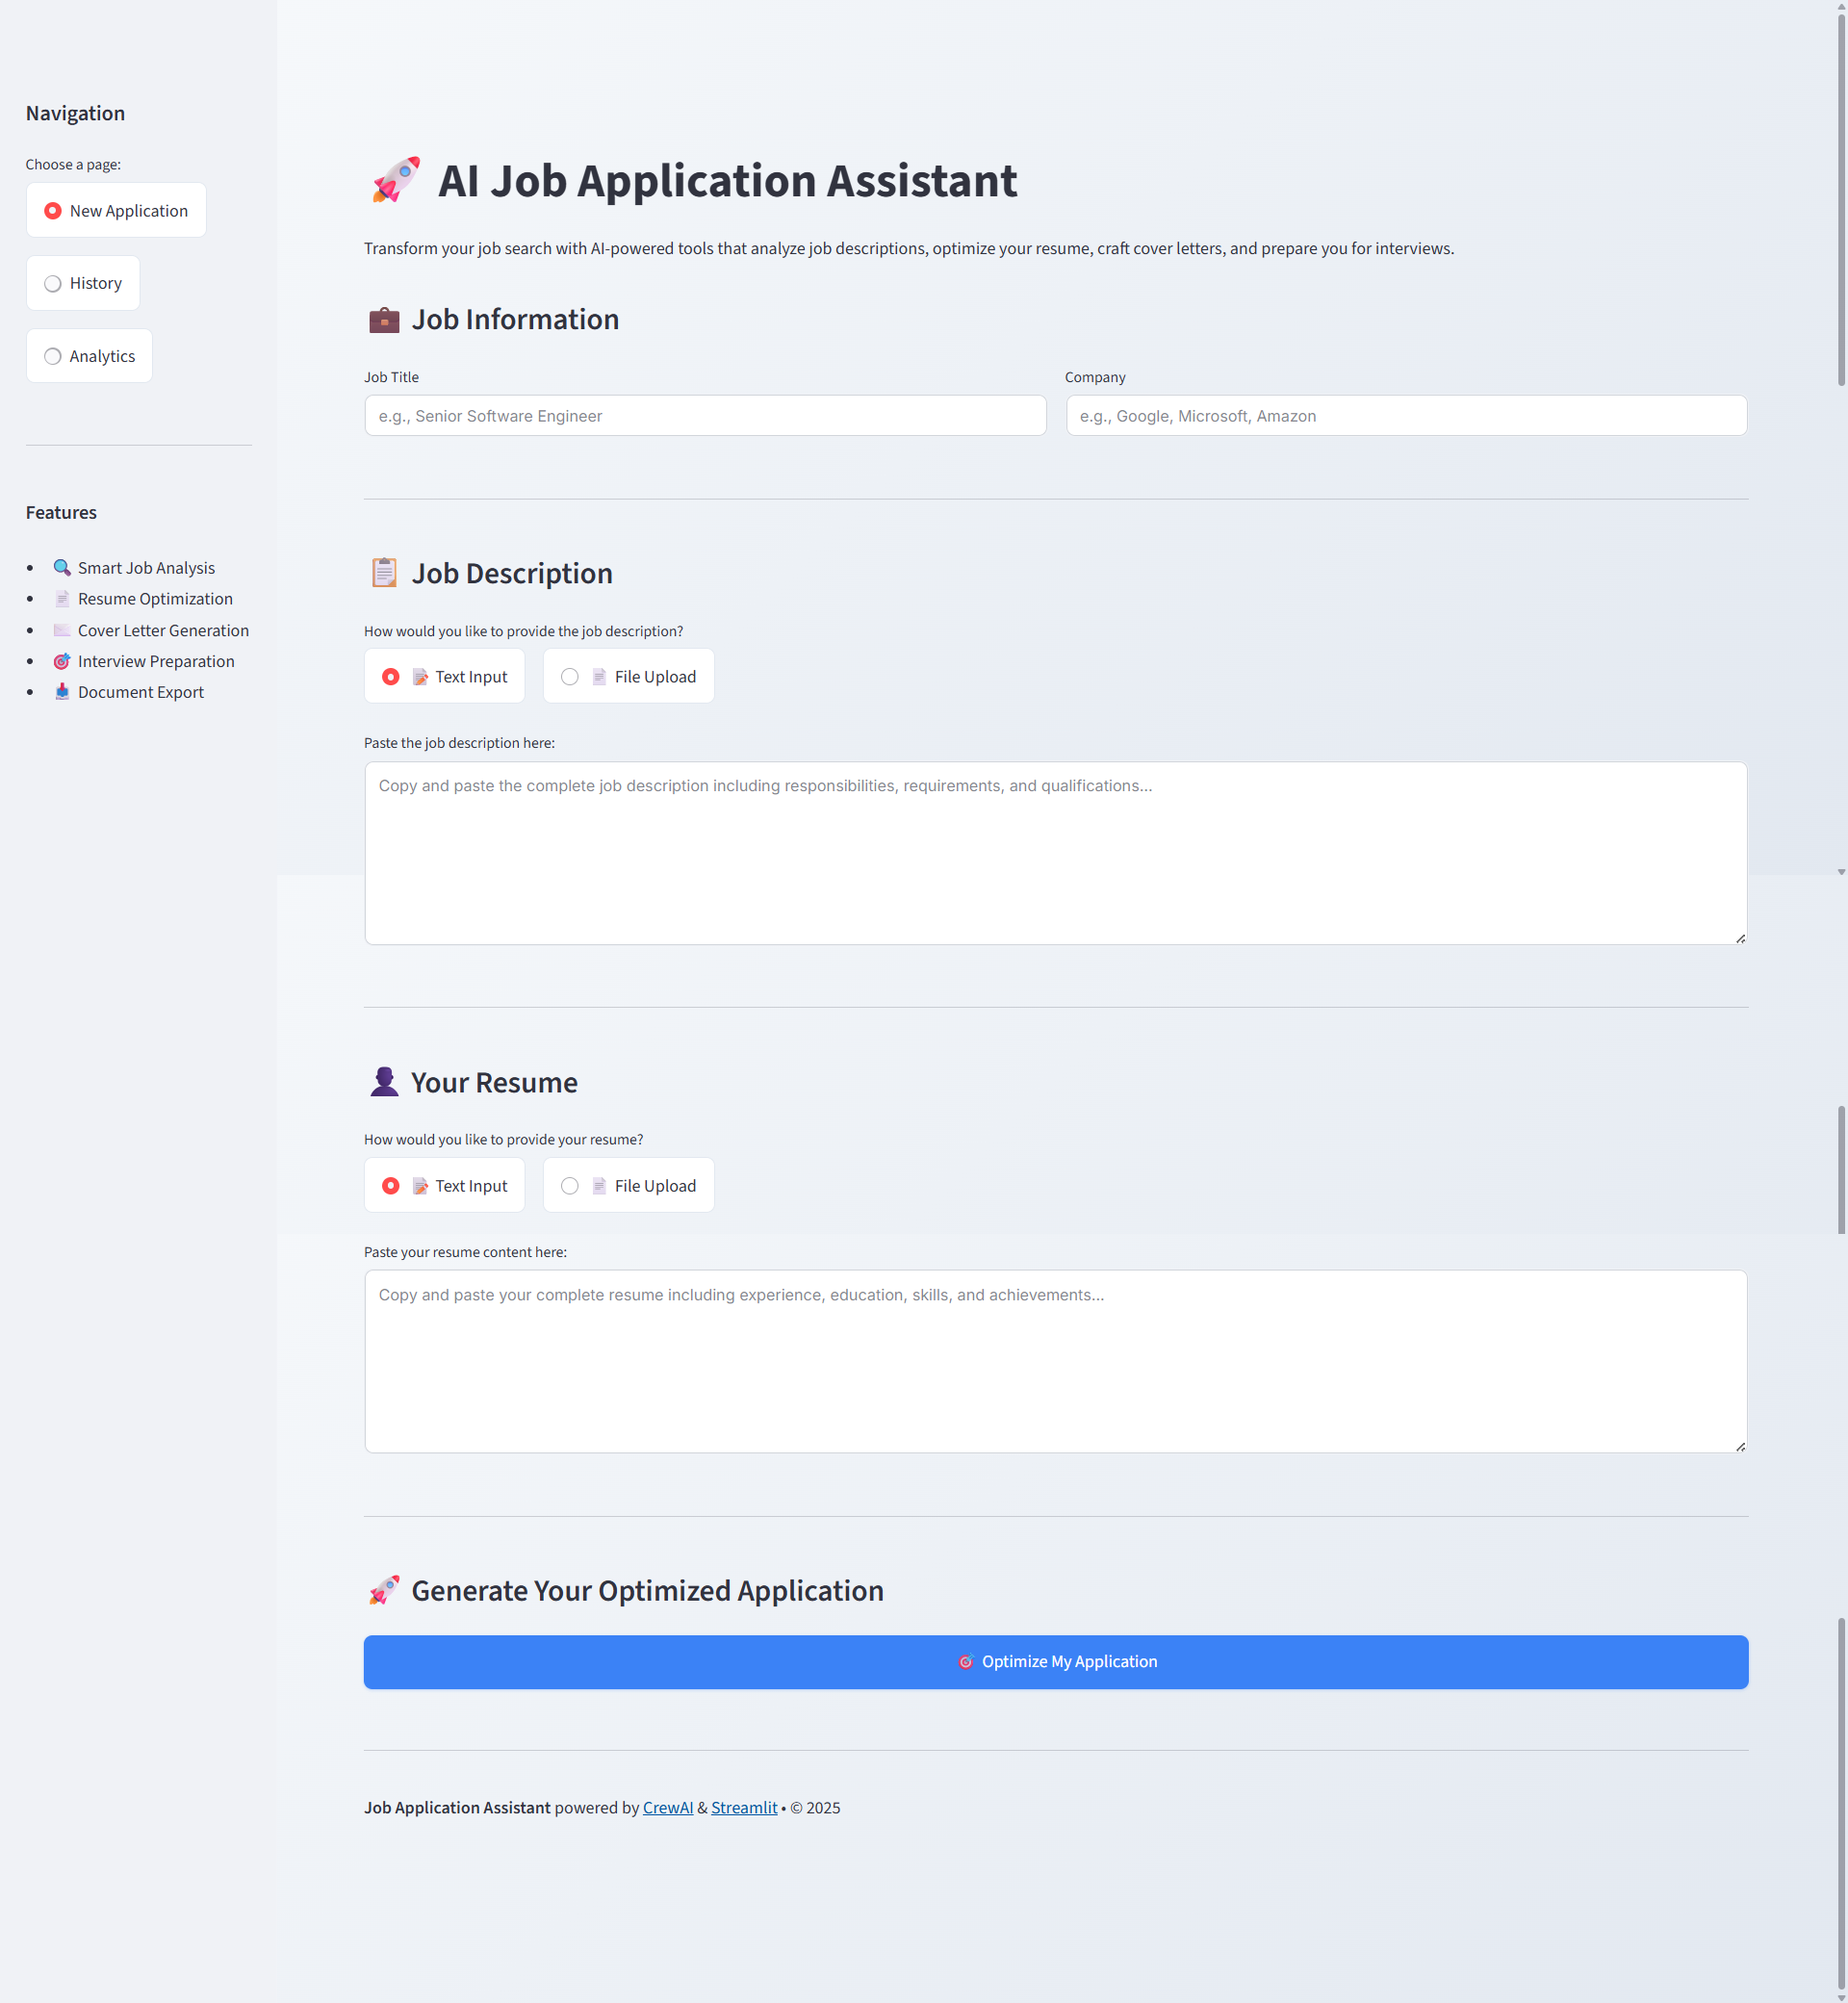 Navigation
Choose a page:
New Application
History
Analytics
Features
• 🔍 Smart Job Analysis
• 📄 Resume Optimization
• ✉️ Cover Letter Generation
• 🎯 Interview Preparation
• 📥 Document Export
🚀 AI Job Application Assistant
Transform your job search with AI-powered tools that analyze job descriptions, optimize your resume, craft cover letters, and prepare you for interviews.
💼 Job Information
Job Title
Company
e.g., Senior Software Engineer
e.g., Google, Microsoft, Amazon
📋 Job Description
How would you like to provide the job description?
📝 Text Input
📄 File Upload
Paste the job description here:
Copy and paste the complete job description including responsibilities, requirements, and qualifications...
👤 Your Resume
How would you like to provide your resume?
📝 Text Input
📄 File Upload
Paste your resume content here:
Copy and paste your complete resume including experience, education, skills, and achievements...
🚀 Generate Your Optimized Application
🎯 Optimize My Application
Job Application Assistant powered by CrewAI & Streamlit • © 2025